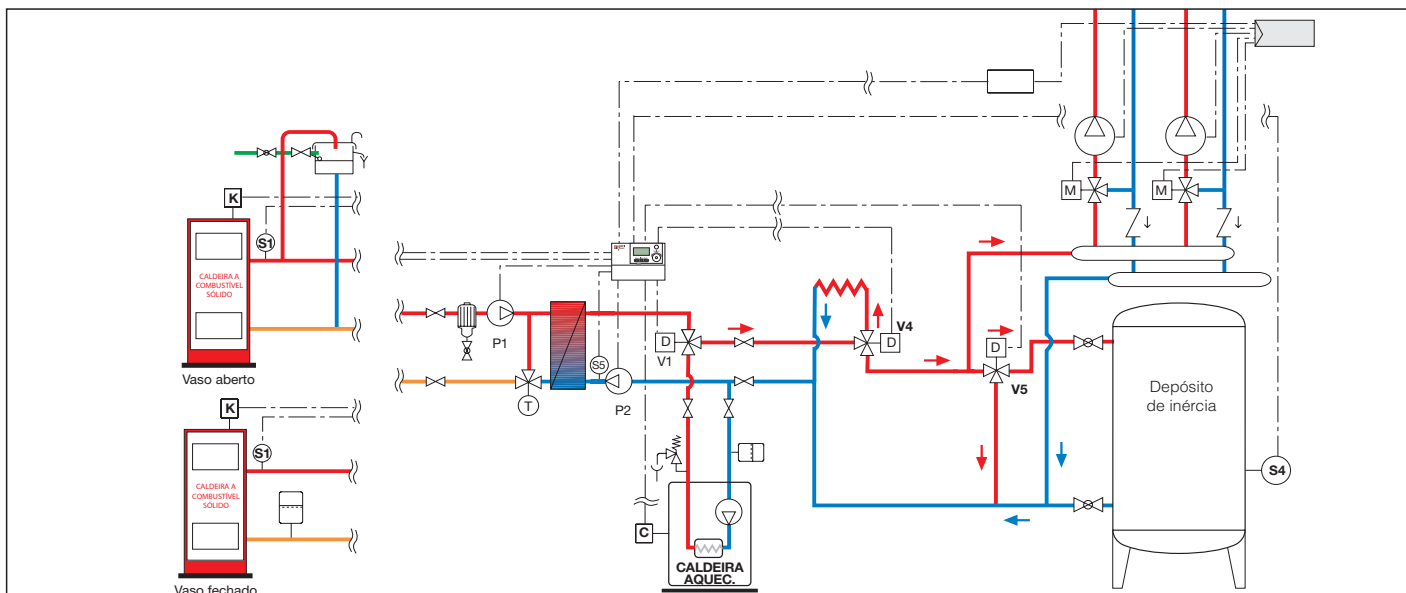 M
M
K
S1
CALDEIRA A
COMBUSTÍVEL
SÓLIDO
Vaso aberto
P1
T
S5
P2
D
V1
V4
D
D
V5
Depósito
de inércia
S4
K
S1
CALDEIRA A
COMBUSTÍVEL
SÓLIDO
Vaso fechado
C
CALDEIRA
AQUEC.